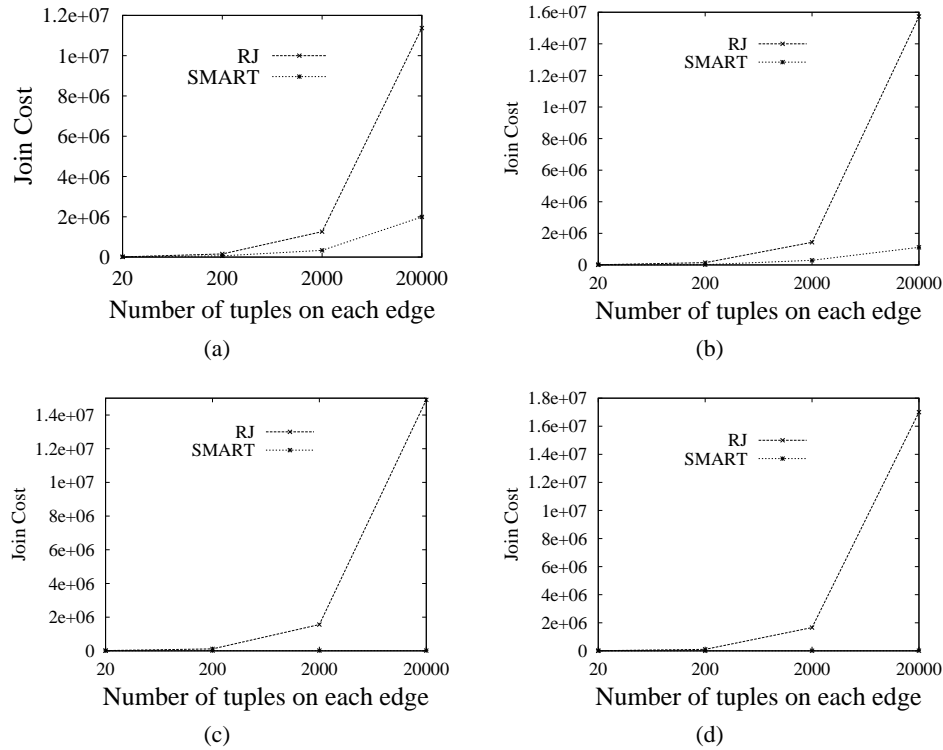 1.2e+07
1e+07
8e+06
6e+06
4e+06
2e+06
0
20
200
2000
20000
Join Cost
Number of tuples on each edge
RJ
SMART
(a)
1.6e+07
1.4e+07
1.2e+07
1e+07
8e+06
6e+06
4e+06
2e+06
0
20
200
2000
20000
Join Cost
Number of tuples on each edge
RJ
SMART
(b)
1.4e+07
1.2e+07
1e+07
8e+06
6e+06
4e+06
2e+06
0
20
200
2000
20000
Join Cost
Number of tuples on each edge
RJ
SMART
(c)
1.8e+07
1.6e+07
1.4e+07
1.2e+07
1e+07
8e+06
6e+06
4e+06
2e+06
0
20
200
2000
20000
Join Cost
Number of tuples on each edge
RJ
SMART
(d)